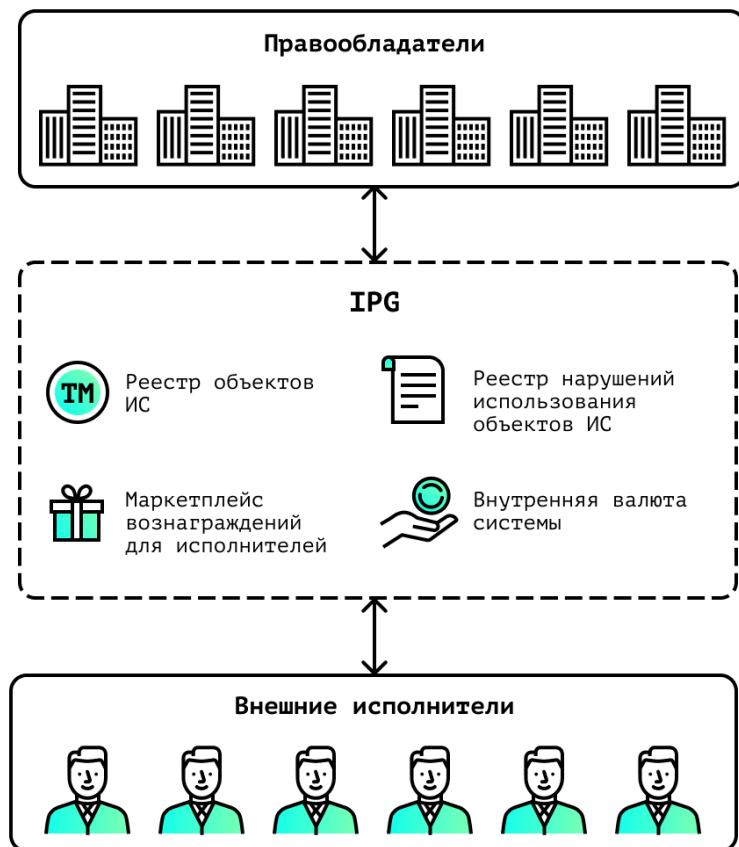 Правообладатели
IPG
TM
Реестр объектов
ИС
Реестр нарушений
использования
объектов ИС
Маркетплейс
вознаграждений
для исполнителей
Внутренняя валюта
системы
Внешние исполнители